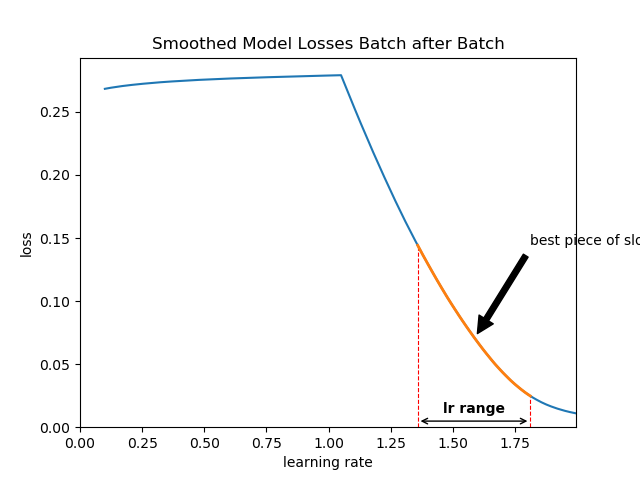 Smoothed Model Losses Batch after Batch
0.25
0.20
0.15
0.10
0.05
0.00
loss
best piece of
lr range
0.00 0.25 0.50 0.75 1.00 1.25 1.50 1.75
learning rate